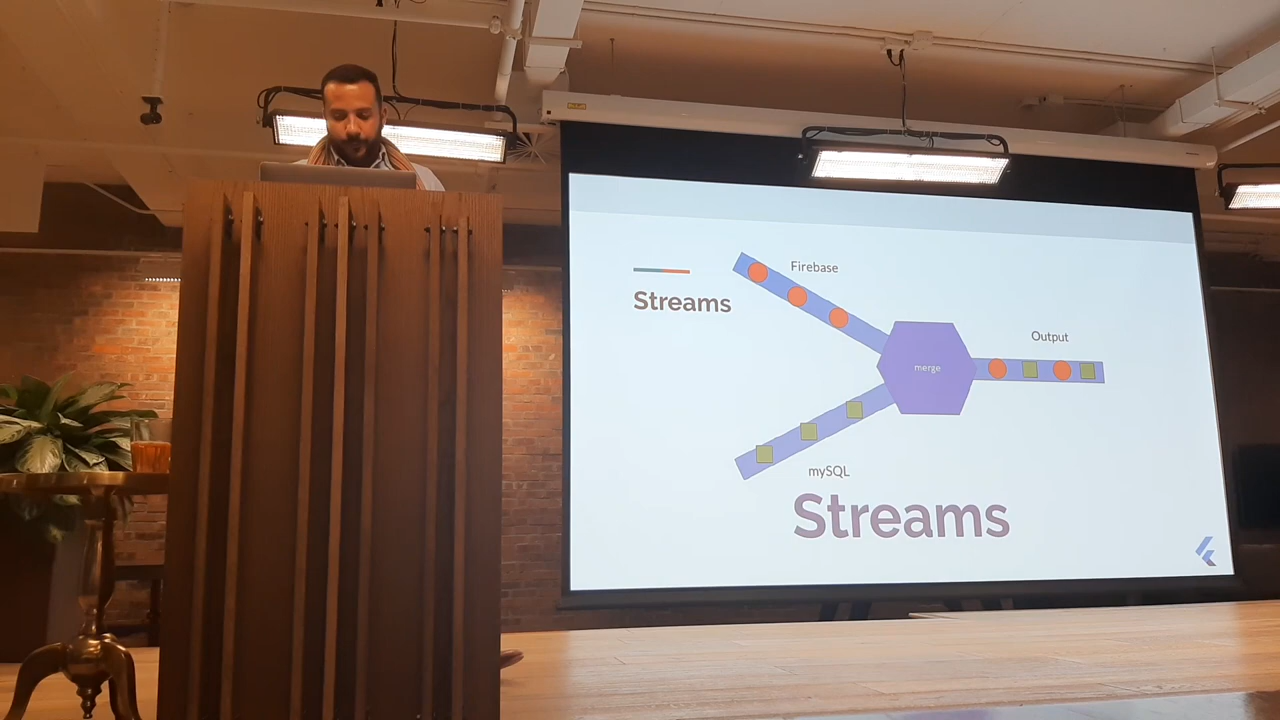 Streams
Firebase
merge
Output
mySQL
Streams